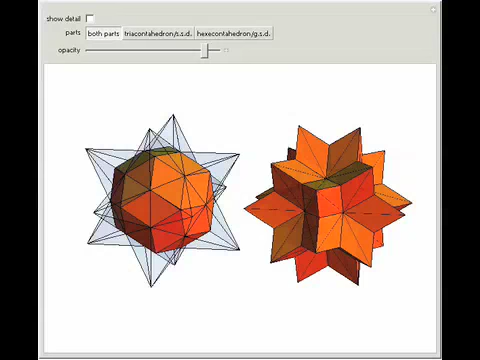 show detail
parts both parts triacontahedron/s.s.d. hexecontahedron/g.s.d.
opacity